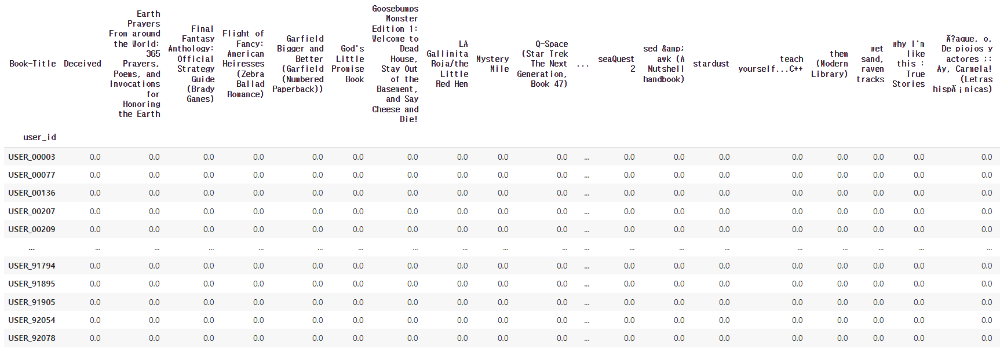 Book-Title
Deceived
Earth
Prayers
From around
the World:
365
Prayers,
Poems, and
Invocations
for
Honoring
the Earth
Final
Fantasy
Anthology:
Official
Strategy
Guide
(Brady
Games)
Flight of
Fancy:
American
Heiresses
(Zebra
Ballad
Romance)
Garfield
Bigger and
Better
(Garfield
(Numbered
Paperback))
God's
Little
Promise
Book
Goosebumps
Monster
Edition 1:
Welcome to
Dead
House,
Stay Out
of the
Basement,
and Say
Cheese and
Die!
LA
Gallinita
Roja/the
Little
Red Hen
Mystery
Mile
Q-Space
(Star Trek
The Next
Generation,
Book 47)
...
seaQuest
2
sed &amp;
awk (A
Nutshell
handbook)
stardust
teach
yourself...C++
them
(Modern
Library)
wet
sand,
raven
tracks
why I'm
like
this :
True
Stories
Ã?aque, o,
De piojos y
actores ;:
Ay, Carmela!
(Letras
hispÃ¡nicas)
user_id
USER_00003 0.0 0.0 0.0 0.0 0.0 0.0 0.0 0.0 0.0 0.0 ... 0.0 0.0 0.0 0.0 0.0 0.0 0.0 0.0
USER_00077 0.0 0.0 0.0 0.0 0.0 0.0 0.0 0.0 0.0 0.0 ... 0.0 0.0 0.0 0.0 0.0 0.0 0.0 0.0
USER_00136 0.0 0.0 0.0 0.0 0.0 0.0 0.0 0.0 0.0 0.0 ... 0.0 0.0 0.0 0.0 0.0 0.0 0.0 0.0
USER_00207 0.0 0.0 0.0 0.0 0.0 0.0 0.0 0.0 0.0 0.0 ... 0.0 0.0 0.0 0.0 0.0 0.0 0.0 0.0
USER_00209 0.0 0.0 0.0 0.0 0.0 0.0 0.0 0.0 0.0 0.0 ... 0.0 0.0 0.0 0.0 0.0 0.0 0.0 0.0
... ... ... ... ... ... ... ... ... ... ... ... ... ... ... ... ... ... ... ...
USER_91794 0.0 0.0 0.0 0.0 0.0 0.0 0.0 0.0 0.0 0.0 ... 0.0 0.0 0.0 0.0 0.0 0.0 0.0 0.0
USER_91895 0.0 0.0 0.0 0.0 0.0 0.0 0.0 0.0 0.0 0.0 ... 0.0 0.0 0.0 0.0 0.0 0.0 0.0 0.0
USER_91905 0.0 0.0 0.0 0.0 0.0 0.0 0.0 0.0 0.0 0.0 ... 0.0 0.0 0.0 0.0 0.0 0.0 0.0 0.0
USER_92054 0.0 0.0 0.0 0.0 0.0 0.0 0.0 0.0 0.0 0.0 ... 0.0 0.0 0.0 0.0 0.0 0.0 0.0 0.0
USER_92078 0.0 0.0 0.0 0.0 0.0 0.0 0.0 0.0 0.0 0.0 ... 0.0 0.0 0.0 0.0 0.0 0.0 0.0 0.0